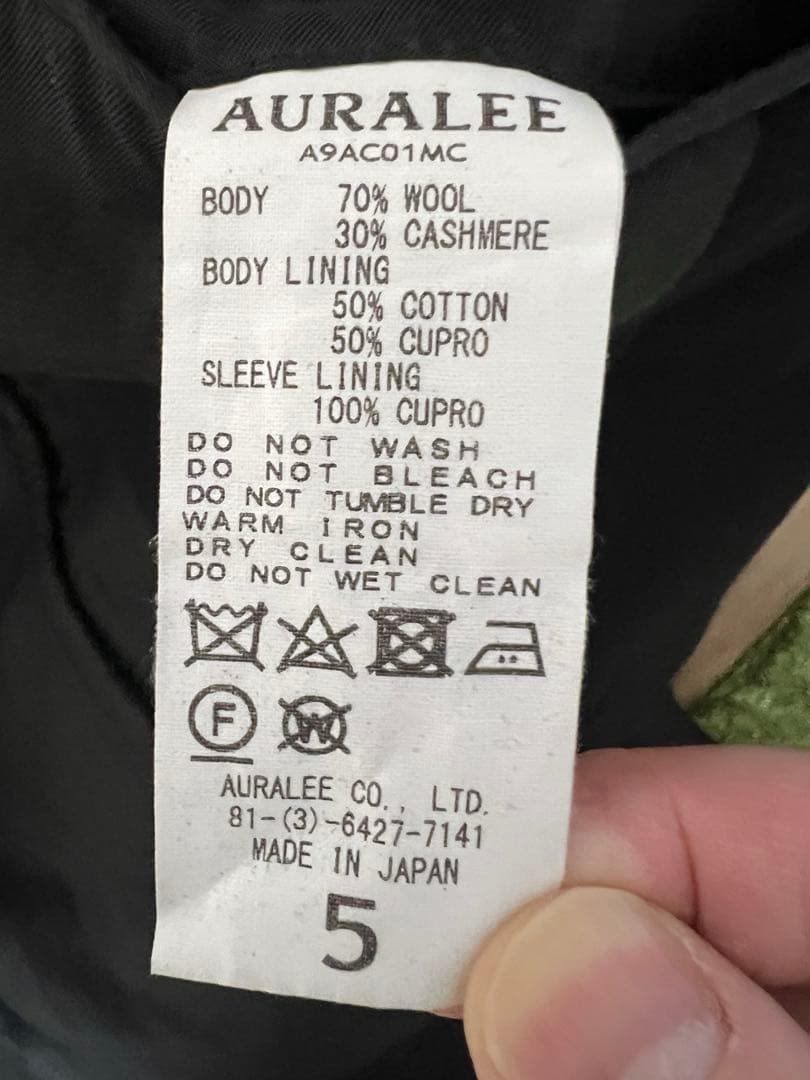 AURALEE
A9AC01MC
BODY 70% WOOL
30% CASHMERE
BODY LINING
50% COTTON
50% CUPRO
SLEEVE LINING
100% CUPRO
DO NOT WASH
DO NOT BLEACH
DO NOT TUMBLE DRY
WARM IRON
DRY CLEAN
DO NOT WET CLEAN
F W
AURALEE CO., LTD.
81-(3)-6427-7141
MADE IN JAPAN
5